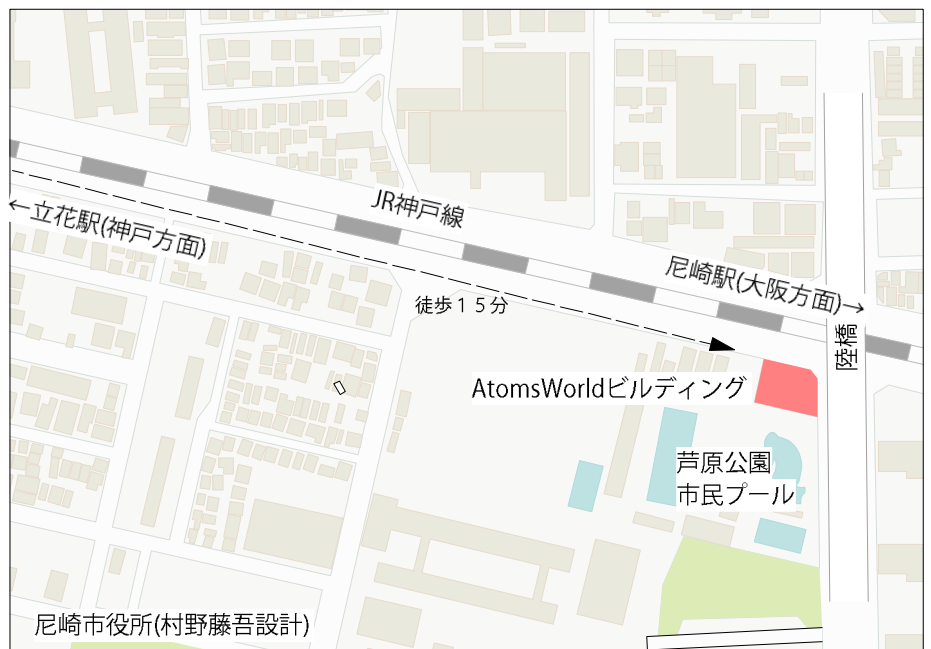 JR神戸線
←立花駅(神戸方面)
尼崎駅(大阪方面)→
徒歩１５分
陸橋
AtomsWorldビルディング
芦原公園
市民プール
尼崎市役所(村野藤吾設計)